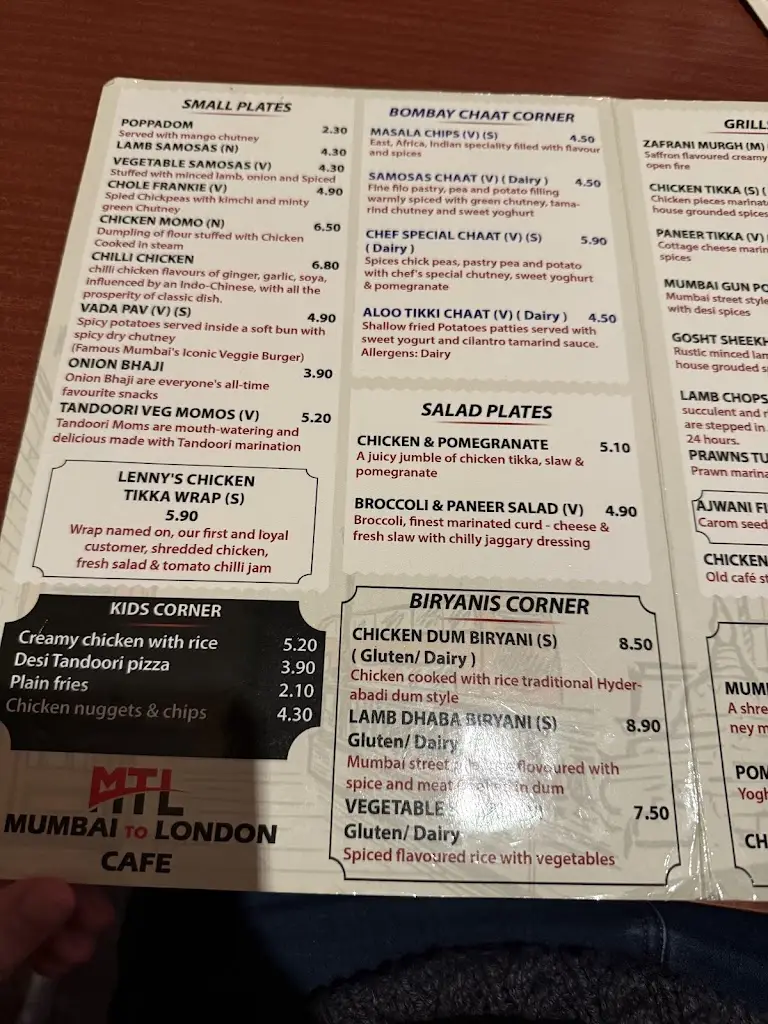 SMALL PLATES
POPPADOM 2.30
Served with mango chutney
LAMB SAMOSAS (N) 4.30
VEGETABLE SAMOSAS (V) 4.30
Stuffed with minced lamb, onion and Spiced
CHOLE FRANKIE (V) 4.90
Spied Chickpeas with kimchi and minty
green Chutney
CHICKEN MOMO (N) 6.50
Dumpling of flour stuffed with Chicken
Cooked in steam
CHILLI CHICKEN 6.80
chilli chicken flavours of ginger, garlic, soya,
influenced by an Indo-Chinese, with all the
prosperity of classic dish.
VADA PAV (V) (S) 4.90
Spicy potatoes served inside a soft bun with
spicy dry chutney
(Famous Mumbai's Iconic Veggie Burger)
ONION BHAJI 3.90
Onion Bhaji are everyone's all-time
favourite snacks
TANDOORI VEG MOMOS (V) 5.20
Tandoori Moms are mouth-watering and
delicious made with Tandoori marination
LENNY'S CHICKEN
TIKKA WRAP (S)
5.90
Wrap named on, our first and loyal
customer, shredded chicken,
fresh salad & tomato chilli jam
KIDS CORNER
Creamy chicken with rice 5.20
Desi Tandoori pizza 3.90
Plain fries 2.10
Chicken nuggets & chips 4.30
MTL
MUMBAI TO LONDON
CAFE
BOMBAY CHAAT CORNER
MASALA CHIPS (V) (S) 4.50
East, Africa, Indian speciality filled with flavour
and spices
SAMOSAS CHAAT (V) ( Dairy ) 4.50
Fine filo pastry, pea and potato filling
warmly spiced with green chutney, tama-
rind chutney and sweet yoghurt
CHEF SPECIAL CHAAT (V) (S) 5.90
( Dairy )
Spices chick peas, pastry pea and potato
with chef's special chutney, sweet yoghurt
& pomegranate
ALOO TIKKI CHAAT (V) ( Dairy ) 4.50
Shallow fried Potatoes patties served with
sweet yogurt and cilantro tamarind sauce.
Allergens: Dairy
SALAD PLATES
CHICKEN & POMEGRANATE 5.10
A juicy jumble of chicken tikka, slaw &
pomegranate
BROCCOLI & PANEER SALAD (V) 4.90
Broccoli, finest marinated curd - cheese &
fresh slaw with chilly jaggary dressing
BIRYANIS CORNER
CHICKEN DUM BIRYANI (S) 8.50
( Gluten/ Dairy )
Chicken cooked with rice traditional Hyder-
abadi dum style
LAMB DHABA BIRYANI (S) 8.90
Gluten/ Dairy
Mumbai street flovoured with
spice and meat in dum
VEGETABLE 7.50
Gluten/ Dairy
Spiced flavoured rice with vegetables
GRILL
ZAFRANI MURGH (M)
Saffron flavoured creamy
open fire
CHICKEN TIKKA (S) (
Chicken pieces marinat
house grounded spices
PANEER TIKKA (V)
Cottage cheese marin
spices
MUMBAI GUN PO
Mumbai street style
with desi spices
GOSHT SHEEKH
Rustic minced lam
house grouded s
LAMB CHOPS
succulent and
are stepped in
24 hours.
PRAWNS TU
Prawn marina
AJWANI FI
Carom seed
CHICKEN
Old café st
MUM
A shre
ney m
POM
Yogh
CH